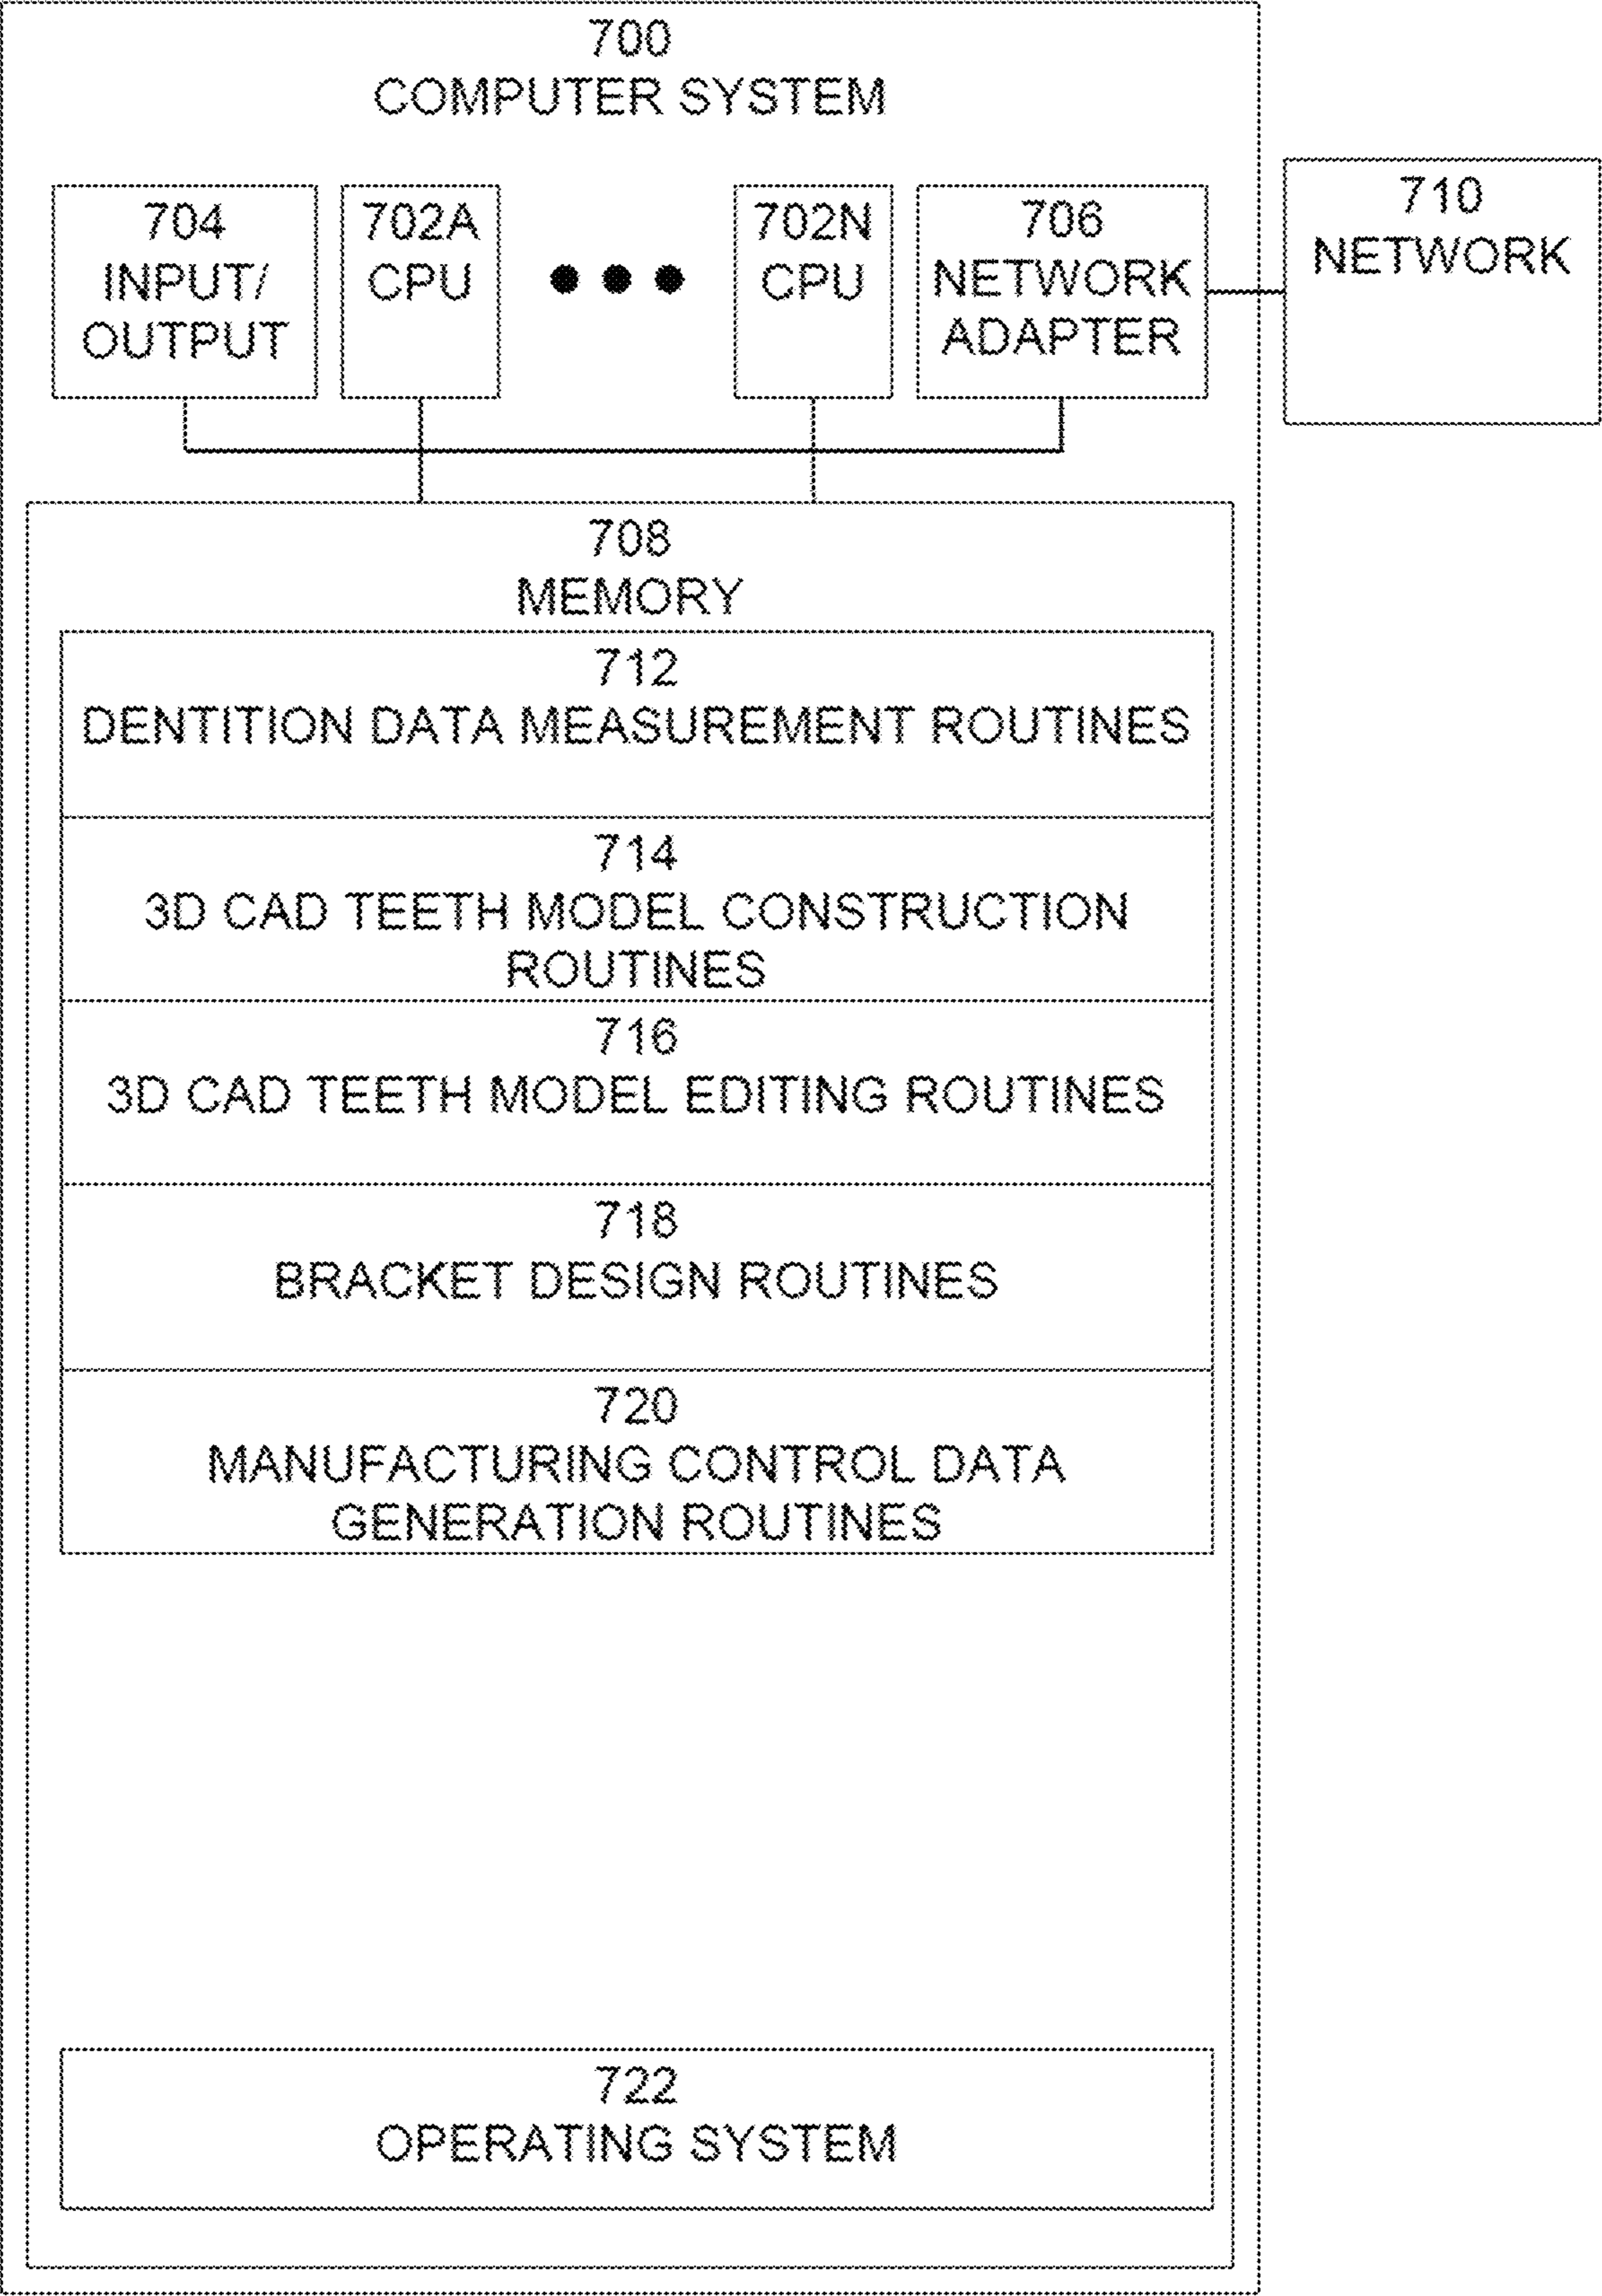 700
COMPUTER SYSTEM
704
INPUT/
OUTPUT
702A
CPU
702N
CPU
706
NETWORK
ADAPTER
710
NETWORK
708
MEMORY
712
DENTITION DATA MEASUREMENT ROUTINES
714
3D CAD TEETH MODEL CONSTRUCTION
ROUTINES
716
3D CAD TEETH MODEL EDITING ROUTINES
718
BRACKET DESIGN ROUTINES
720
MANUFACTURING CONTROL DATA
GENERATION ROUTINES
722
OPERATING SYSTEM